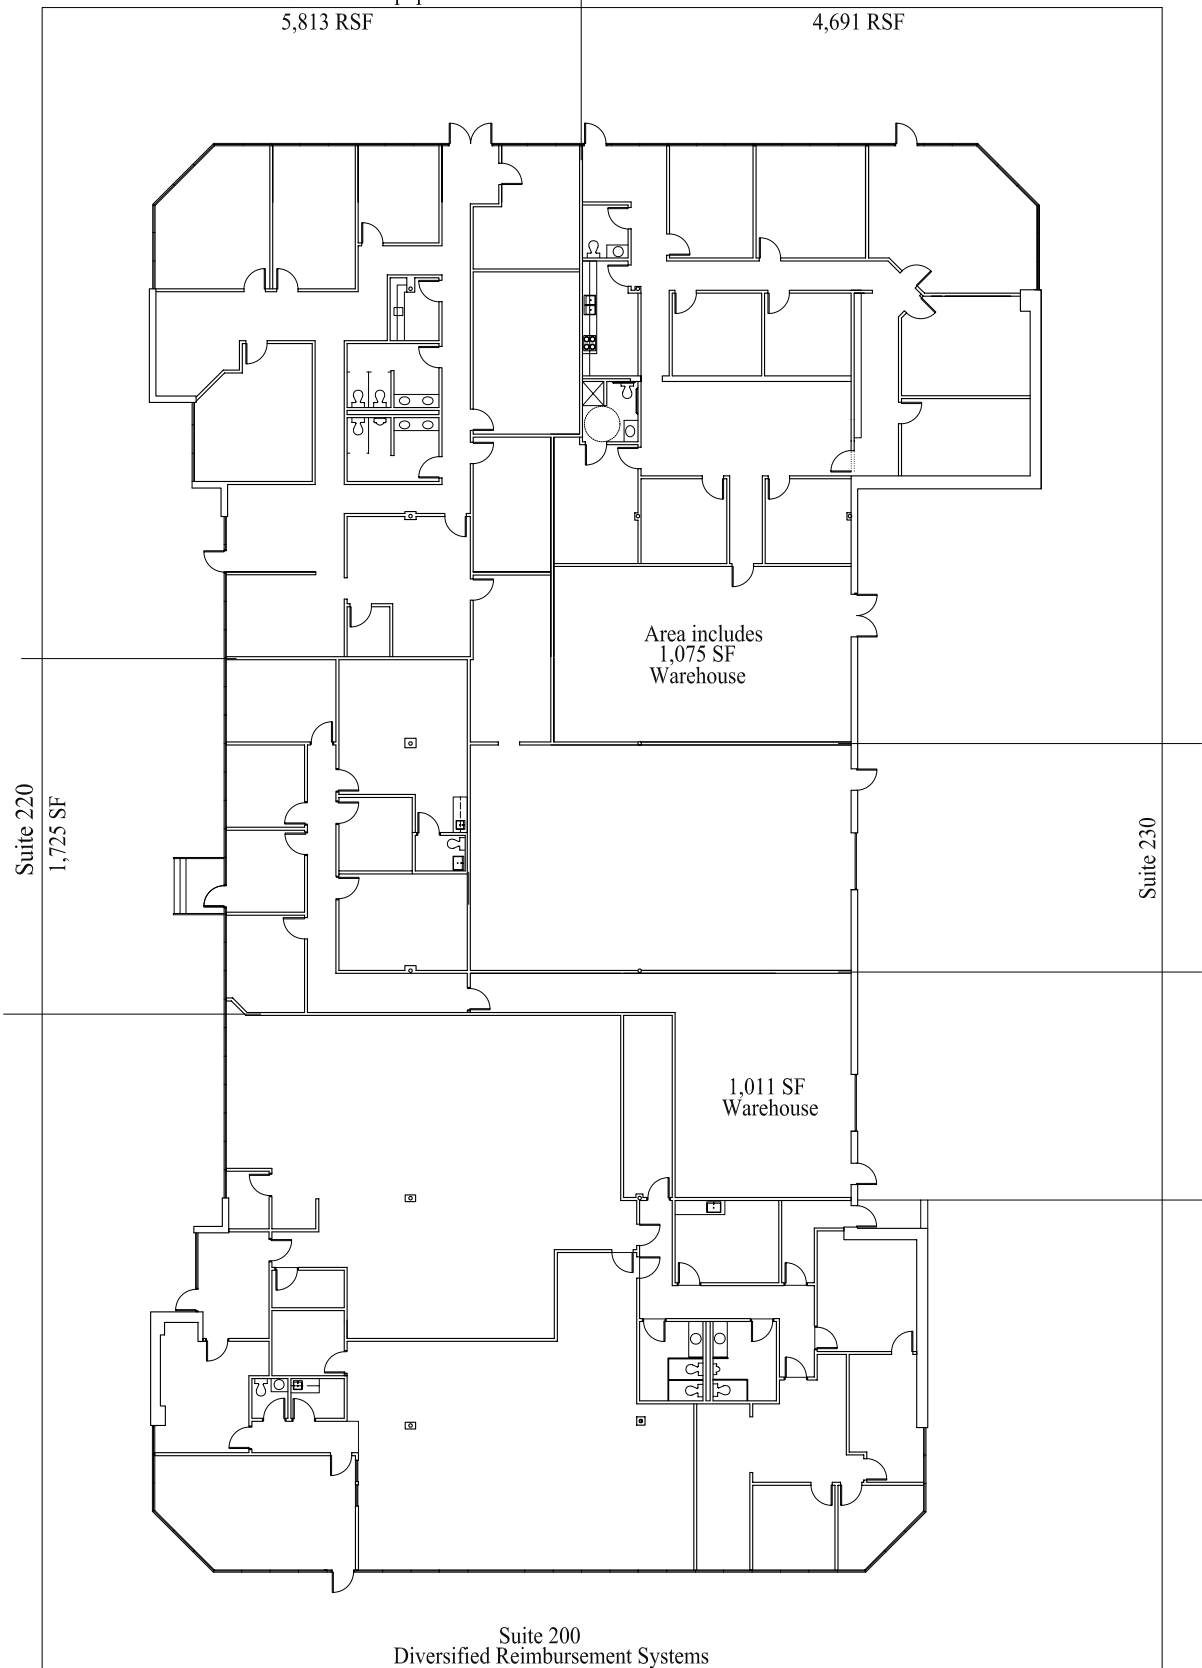 5,813 RSF
4,691 RSF
Area includes
1,075 SF
Warehouse
Suite 220
1,725 SF
Suite 230
1,011 SF
Warehouse
Suite 200
Diversified Reimbursement Systems